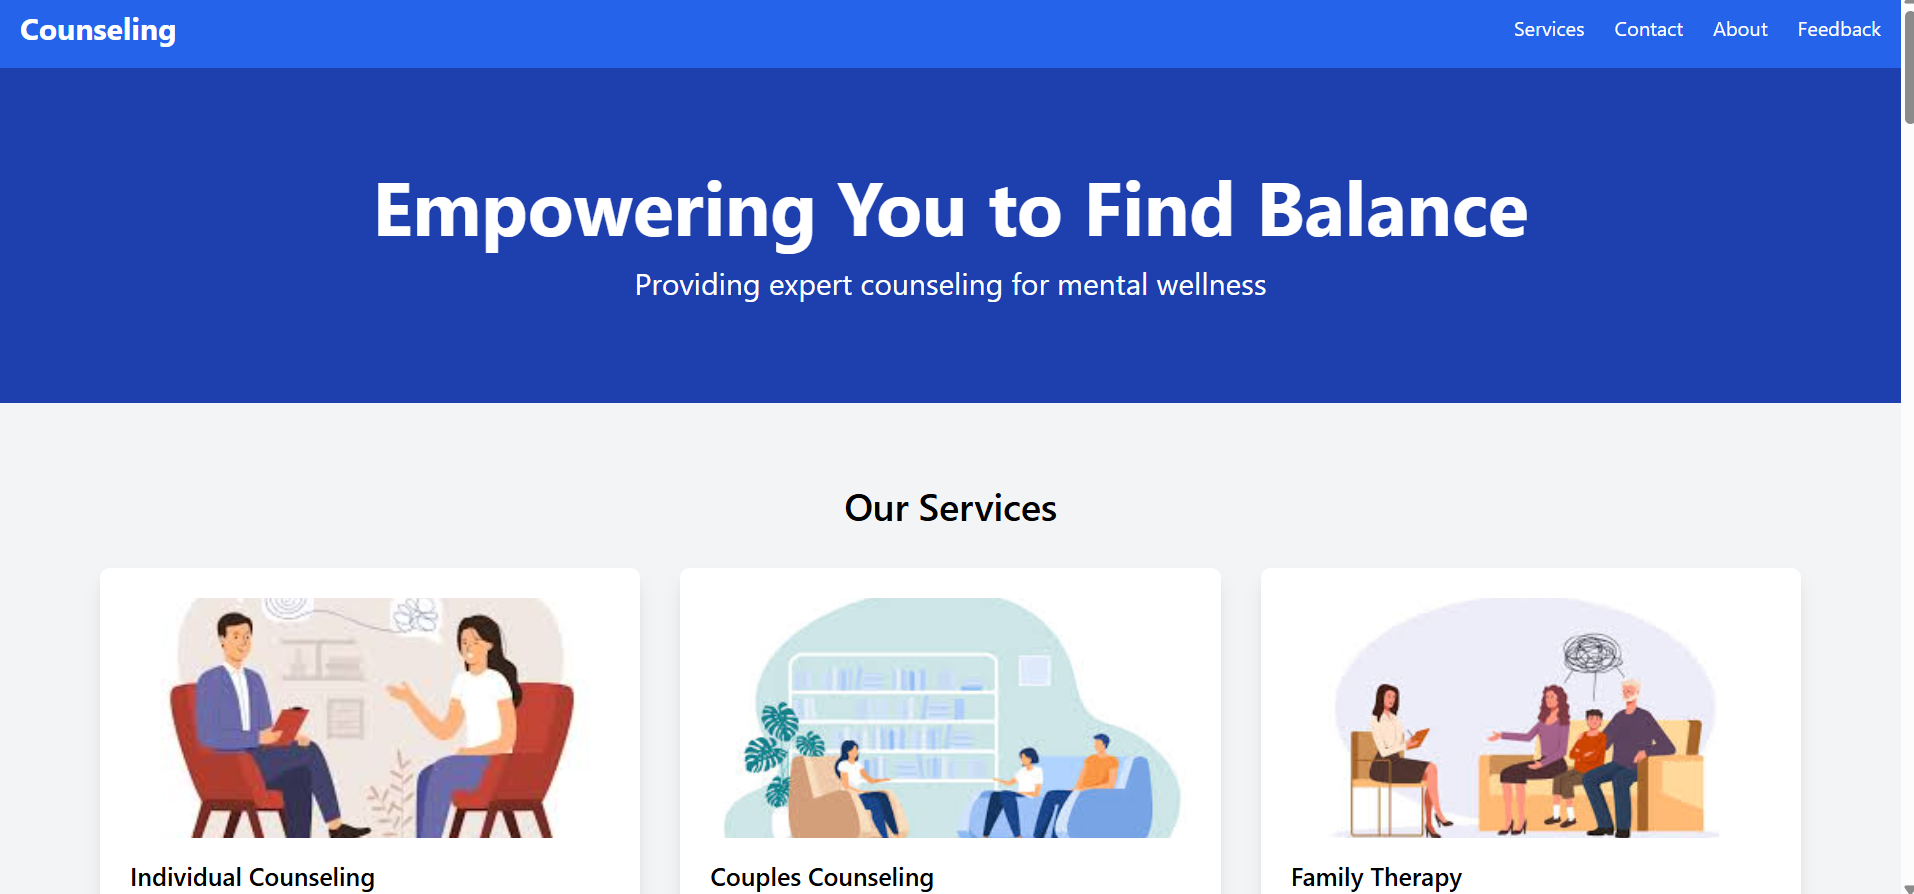 Counseling
Services Contact About Feedback
Empowering You to Find Balance
Providing expert counseling for mental wellness
Our Services
Individual Counseling
Couples Counseling
Family Therapy